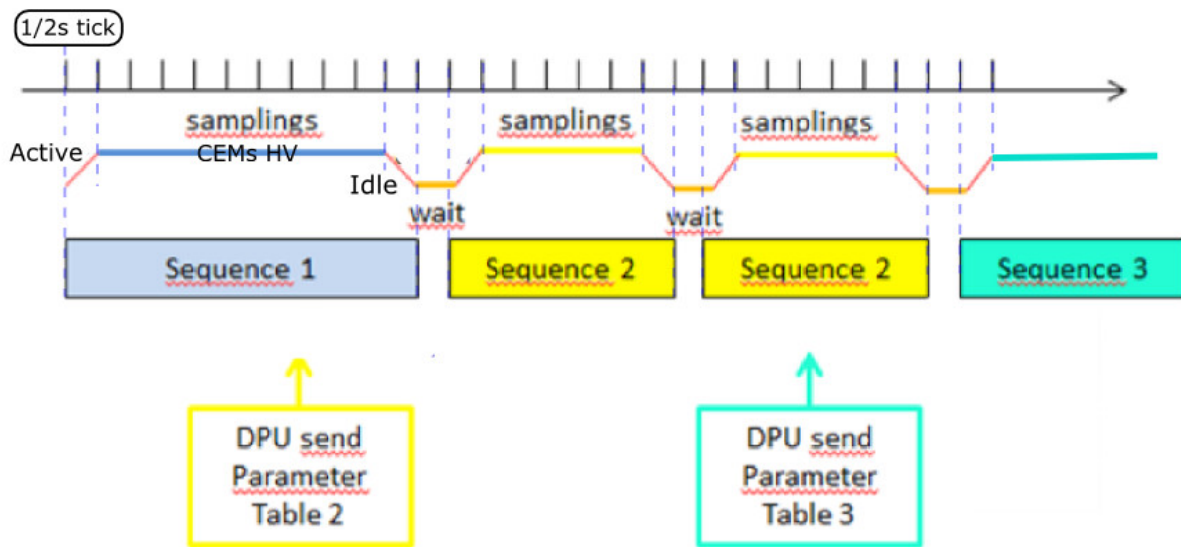 1/2s tick
samplings
samplings
samplings
Active
CEMs HV
Idle
wait
wait
Sequence 1
Sequence 2
Sequence 2
Sequence 3
DPU send
Parameter
Table 2
DPU send
Parameter
Table 3